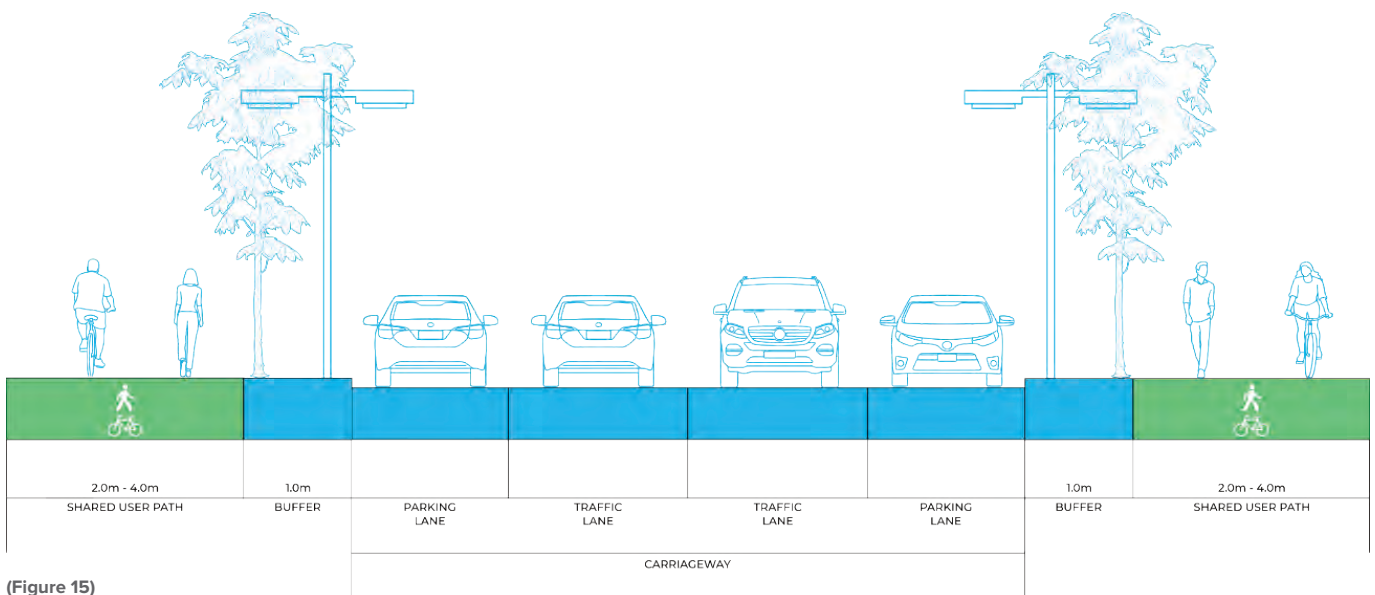 2.0m - 4.0m
1.0m
1.0m
2.0m - 4.0m
SHARED USER PATH
BUFFER
PARKING
LANE
TRAFFIC
LANE
TRAFFIC
LANE
PARKING
LANE
BUFFER
SHARED USER PATH
CARRIAGEWAY
(Figure 15)